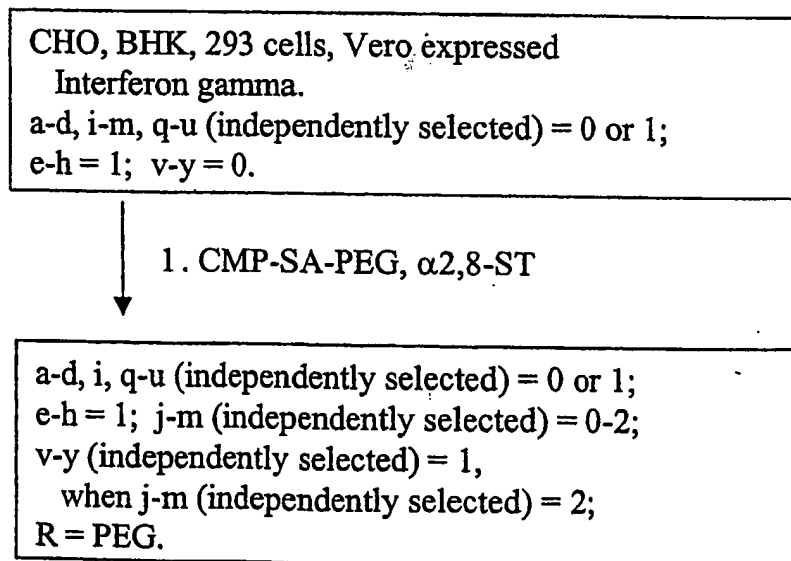 CHO, BHK, 293 cells, Vero expressed
Interferon gamma.
a-d, i-m, q-u (independently selected) = 0 or 1;
e-h = 1; v-y = 0.
1. CMP-SA-PEG, α2,8-ST
a-d, i, q-u (independently selected) = 0 or 1;
e-h = 1; j-m (independently selected) = 0-2;
v-y (independently selected) = 1,
when j-m (independently selected) = 2;
R = PEG.